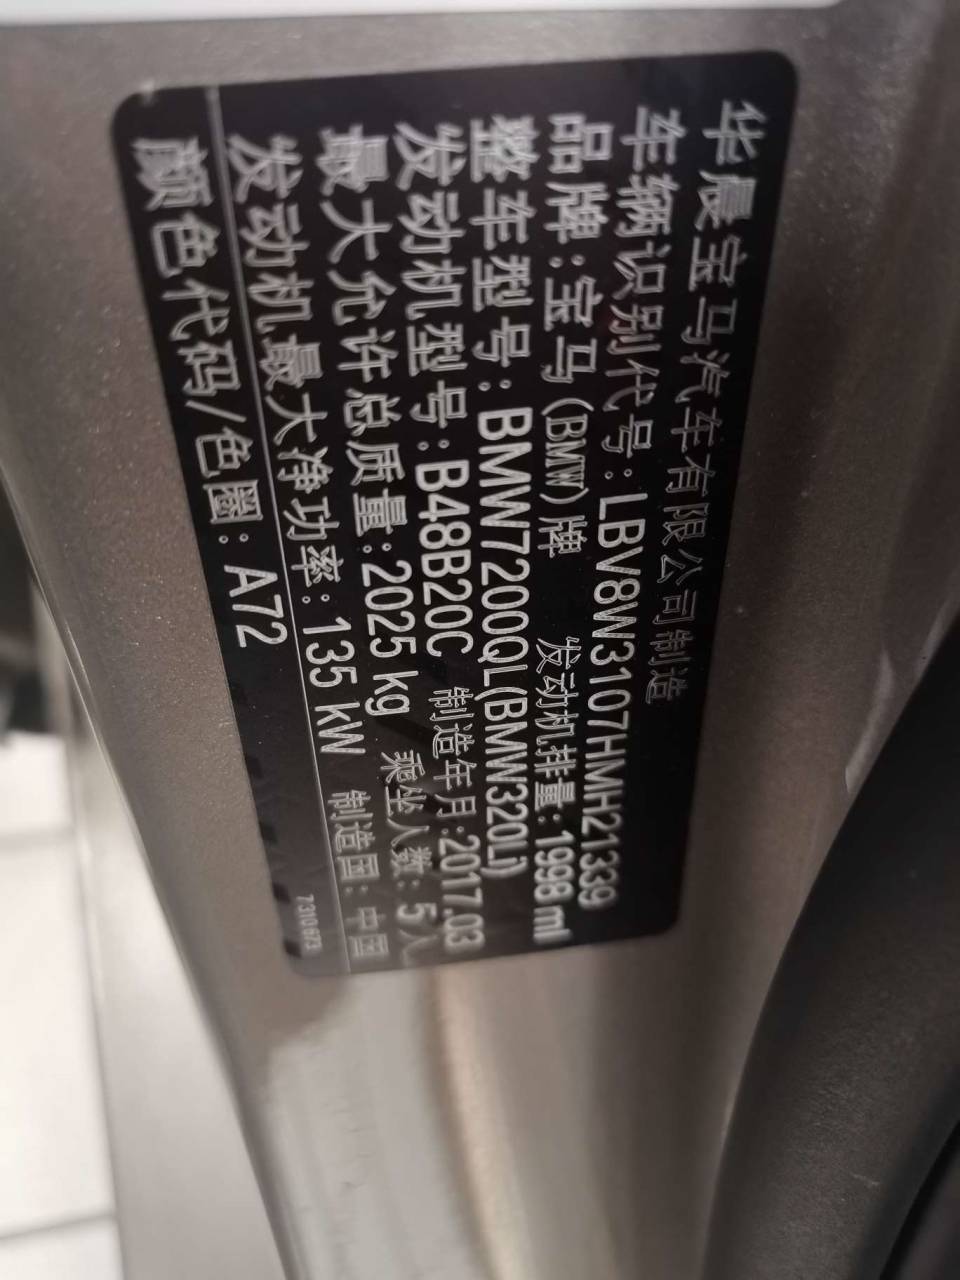 华晨宝马汽车有限公司制造
车辆识别代号:LBV8W3107HMH21339
品牌:宝马(BMW)牌 发动机排量:1998 ml
整车型号:BMW7200QL(BMW320Li)
发动机型号:B48B20C 制造年月:2017.03
最大允许总质量:2025 kg 乘坐人数:5人
发动机最大净功率:135 kW 制造国:中国
颜色代码/色圈:A72
7310673